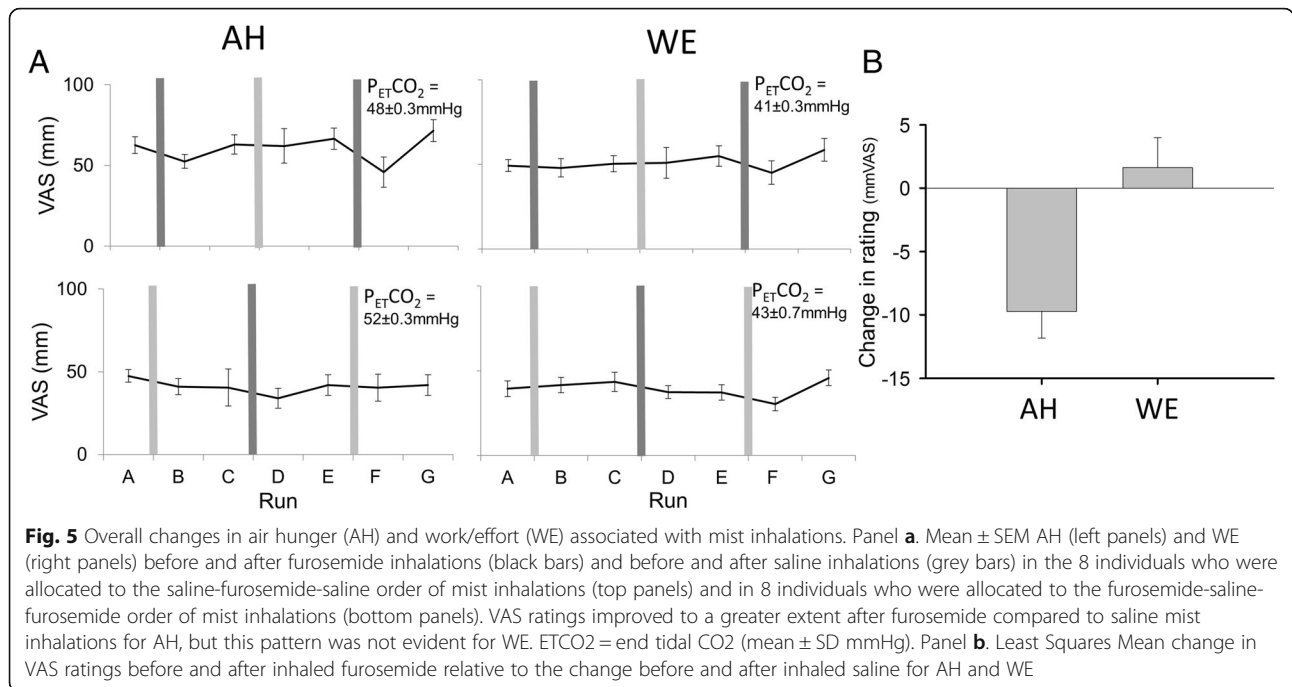 AH
WE
A
B
100
50
0
VAS (mm)
PETCO2 =
48±0.3mmHg
PETCO2 =
41±0.3mmHg
100
50
0
VAS (mm)
PETCO2 =
52±0.3mmHg
PETCO2 =
43±0.7mmHg
A B C D E F G
Run
A B C D E F G
Run
5
0
-5
-10
-15
Change in rating (mmVAS)
AH
WE
Fig. 5 Overall changes in air hunger (AH) and work/effort (WE) associated with mist inhalations. Panel a. Mean ± SEM AH (left panels) and WE
(right panels) before and after furosemide inhalations (black bars) and before and after saline inhalations (grey bars) in the 8 individuals who were
allocated to the saline-furosemide-saline order of mist inhalations (top panels) and in 8 individuals who were allocated to the furosemide-saline-
furosemide order of mist inhalations (bottom panels). VAS ratings improved to a greater extent after furosemide compared to saline mist
inhalations for AH, but this pattern was not evident for WE. ETCO2 = end tidal CO2 (mean ± SD mmHg). Panel b. Least Squares Mean change in
VAS ratings before and after inhaled furosemide relative to the change before and after inhaled saline for AH and WE